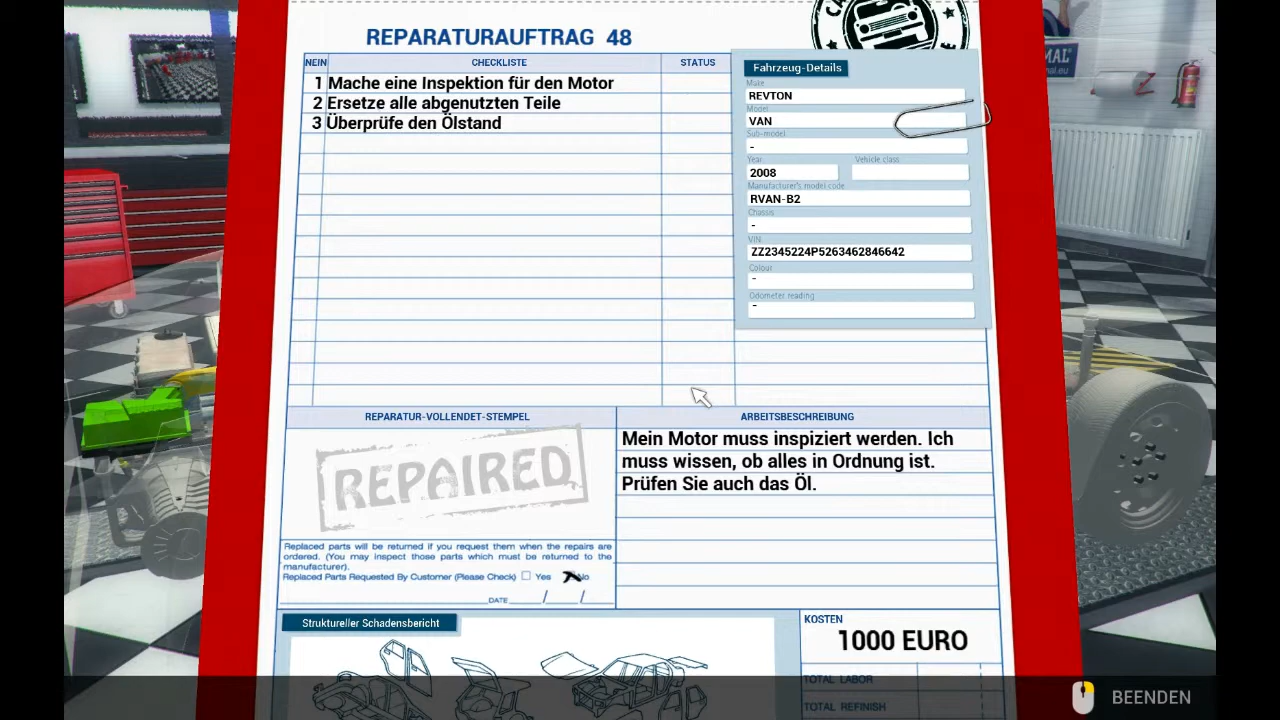 REPARATURAUFTRAG 48
NEIN CHECKLISTE STATUS
1 Mache eine Inspektion für den Motor
2 Ersetze alle abgenutzten Teile
3 Überprüfe den Ölstand
Fahrzeug-Details
Make
REVTON
Model
VAN
Sub-model
-
Year Vehicle class
2008
Manufacturer's model code
RVAN-B2
Chassis
-
VIN
ZZ2345224P5263462846642
Colour
-
Odometer reading
-
MAL
al.eu
REPARATUR-VOLLENDET-STEMPEL
REPAIRED
ARBEITSBESCHREIBUNG
Mein Motor muss inspiziert werden. Ich
muss wissen, ob alles in Ordnung ist.
Prüfen Sie auch das Öl.
Replaced parts will be returned if you request them when the repairs are
ordered. (You may inspect those parts which must be returned to the
manufacturer).
Replaced Parts Requested By Customer (Please Check) Yes No
DATE / /
Struktureller Schadensbericht
KOSTEN
1000 EURO
TOTAL LABOR
TOTAL REFINISH
BEENDEN